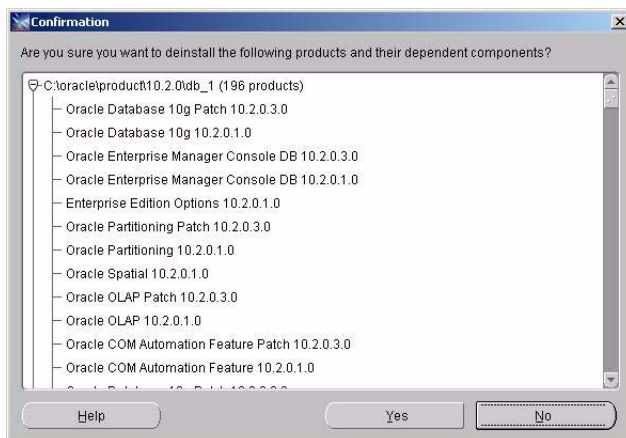 Confirmation
Are you sure you want to deinstall the following products and their dependent components?
C:\oracle\product\10.2.0\db_1 (196 products)
Oracle Database 10g Patch 10.2.0.3.0
Oracle Database 10g 10.2.0.1.0
Oracle Enterprise Manager Console DB 10.2.0.3.0
Oracle Enterprise Manager Console DB 10.2.0.1.0
Enterprise Edition Options 10.2.0.1.0
Oracle Partitioning Patch 10.2.0.3.0
Oracle Partitioning 10.2.0.1.0
Oracle Spatial 10.2.0.1.0
Oracle OLAP Patch 10.2.0.3.0
Oracle OLAP 10.2.0.1.0
Oracle COM Automation Feature Patch 10.2.0.3.0
Oracle COM Automation Feature 10.2.0.1.0
Help
Yes
No